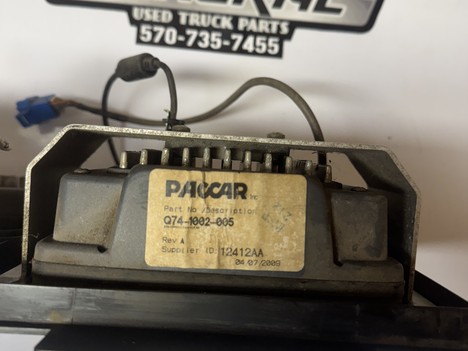 USED TRUCK PARTS
570-735-7455
PACCAR INC
Part No./Description
Q74-1002-005
Rev A
Supplier ID 12412AA
04/07/2009